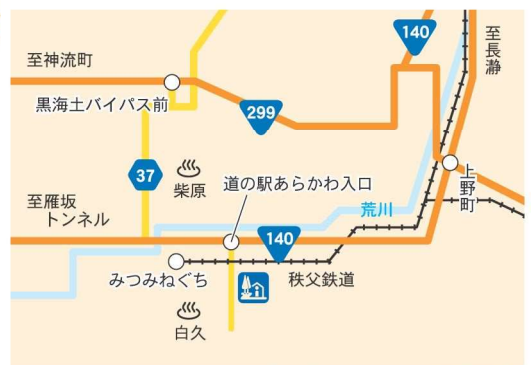 140
至長瀞
至神流町
黒海土バイパス前
299
37
柴原
道の駅あらかわ入口
上野町
至雁坂
トンネル
荒川
140
みつみねぐち
秩父鉄道
白久